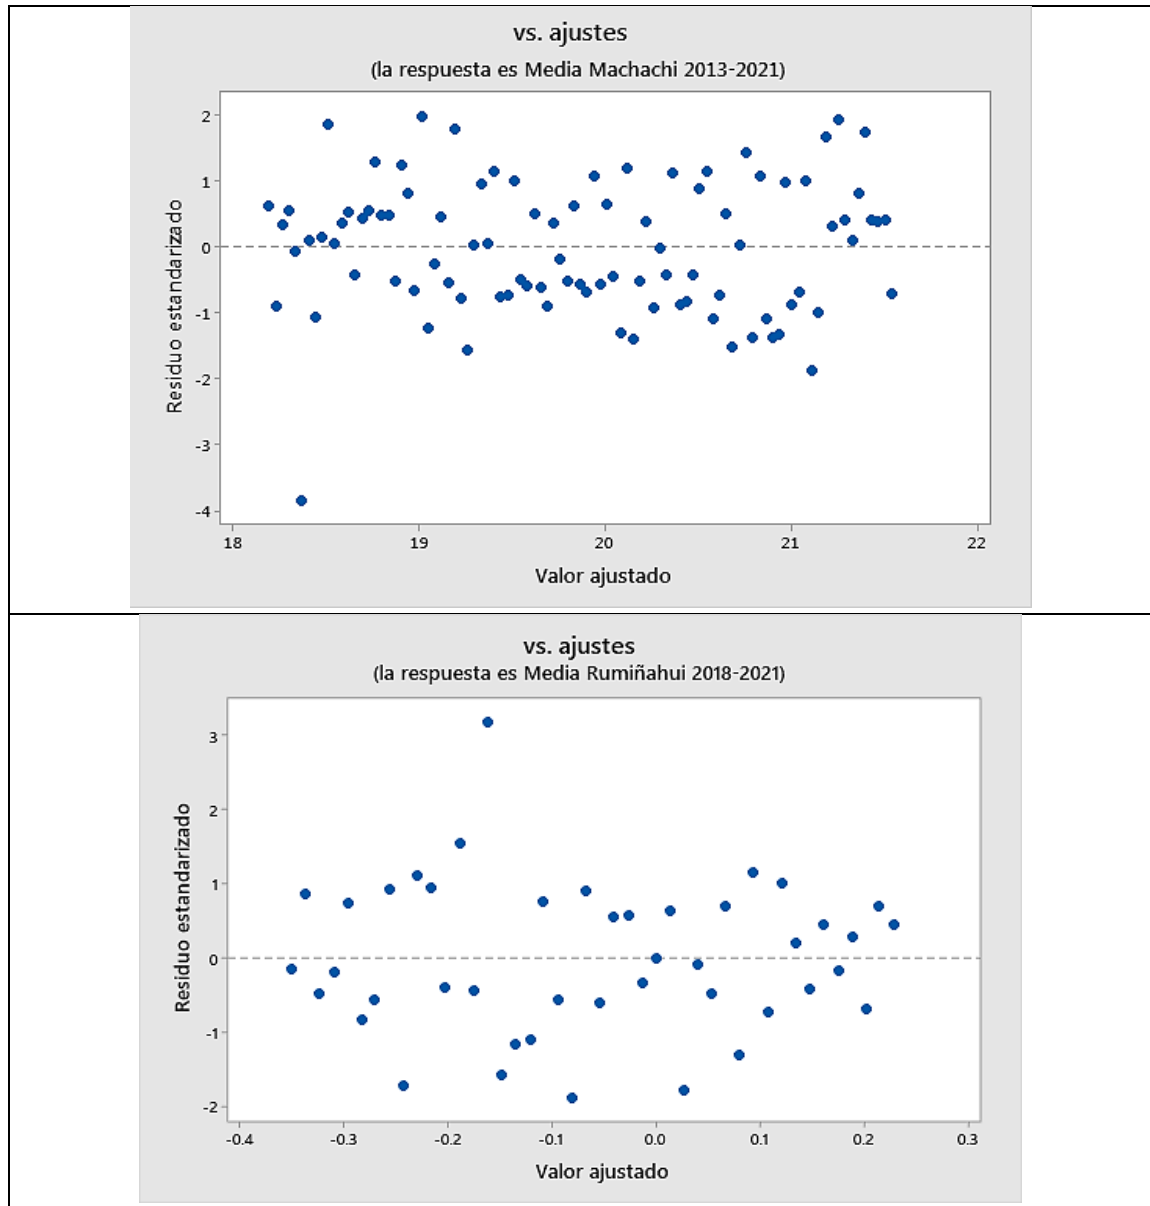 vs. ajustes
(la respuesta es Media Machachi 2013-2021)
Residuo estandarizado
2
1
0
-1
-2
-3
-4
18 19 20 21 22
Valor ajustado
vs. ajustes
(la respuesta es Media Rumiñahui 2018-2021)
Residuo estandarizado
3
2
1
0
-1
-2
-0.4 -0.3 -0.2 -0.1 0.0 0.1 0.2 0.3
Valor ajustado